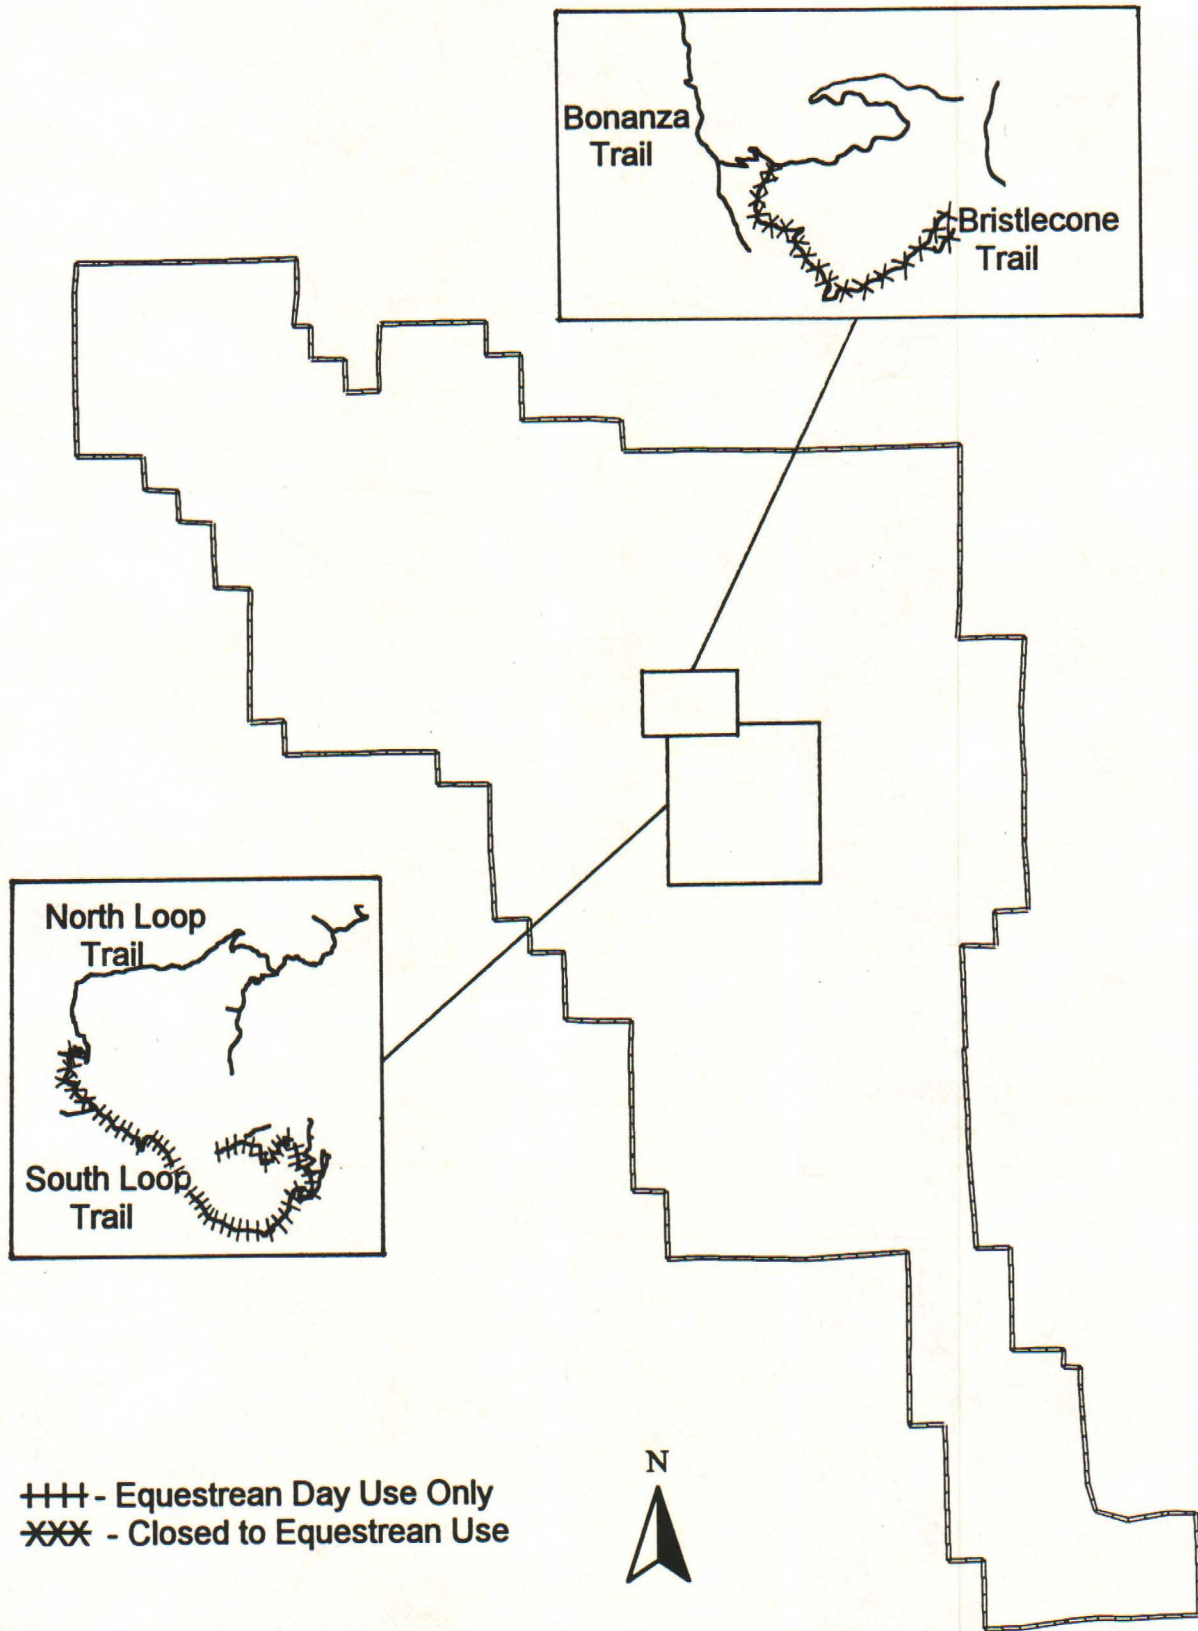 Bonanza
Trail
Bristlecone
Trail
North Loop
Trail
South Loop
Trail
- Equestrean Day Use Only
- Closed to Equestrean Use
N